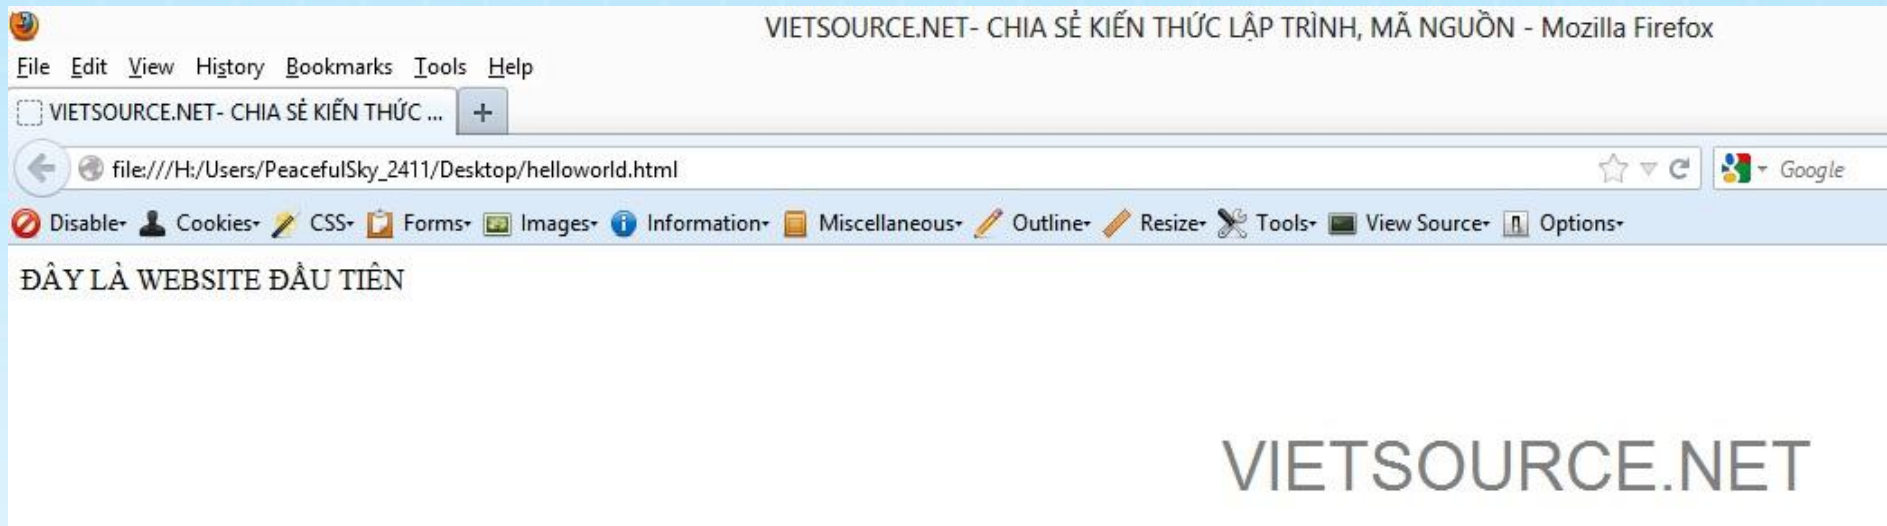 VIETSOURCE.NET- CHIA SẺ KIẾN THỨC LẬP TRÌNH, MÃ NGUỒN - Mozilla Firefox
File Edit View History Bookmarks Tools Help
VIETSOURCE.NET- CHIA SẺ KIẾN THỨC ... +
file:///H:/Users/PeacefulSky_2411/Desktop/helloworld.html Google
Disable Cookies CSS Forms Images Information Miscellaneous Outline Resize Tools View Source Options
ĐÂY LÀ WEBSITE ĐẦU TIÊN
VIETSOURCE.NET